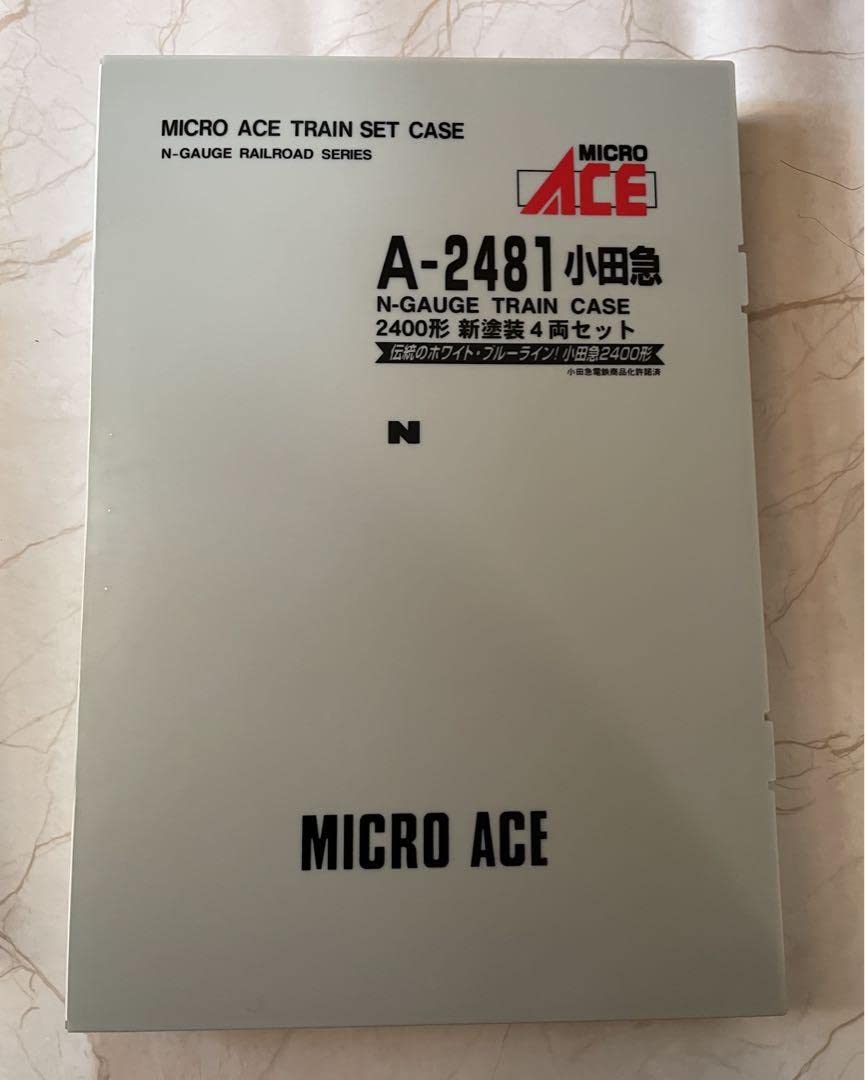 MICRO ACE TRAIN SET CASE
N-GAUGE RAILROAD SERIES
MICRO
ACE
A-2481 小田急
N-GAUGE TRAIN CASE
2400形 新塗装4両セット
伝統のホワイト・ブルーライン!小田急2400形
小田急電鉄商品化許諾済
N
MICRO ACE